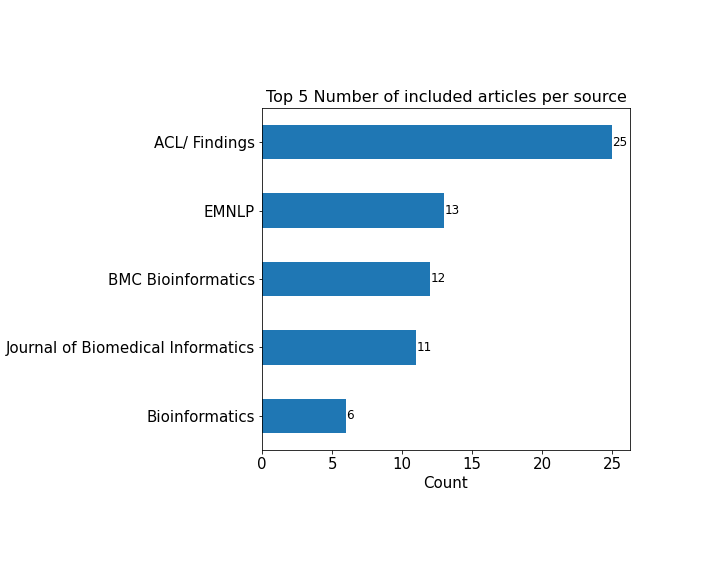 Top 5 Number of included articles per source
ACL/ Findings
25
EMNLP
13
BMC Bioinformatics
12
Journal of Biomedical Informatics
11
Bioinformatics
6
0 5 10 15 20 25
Count